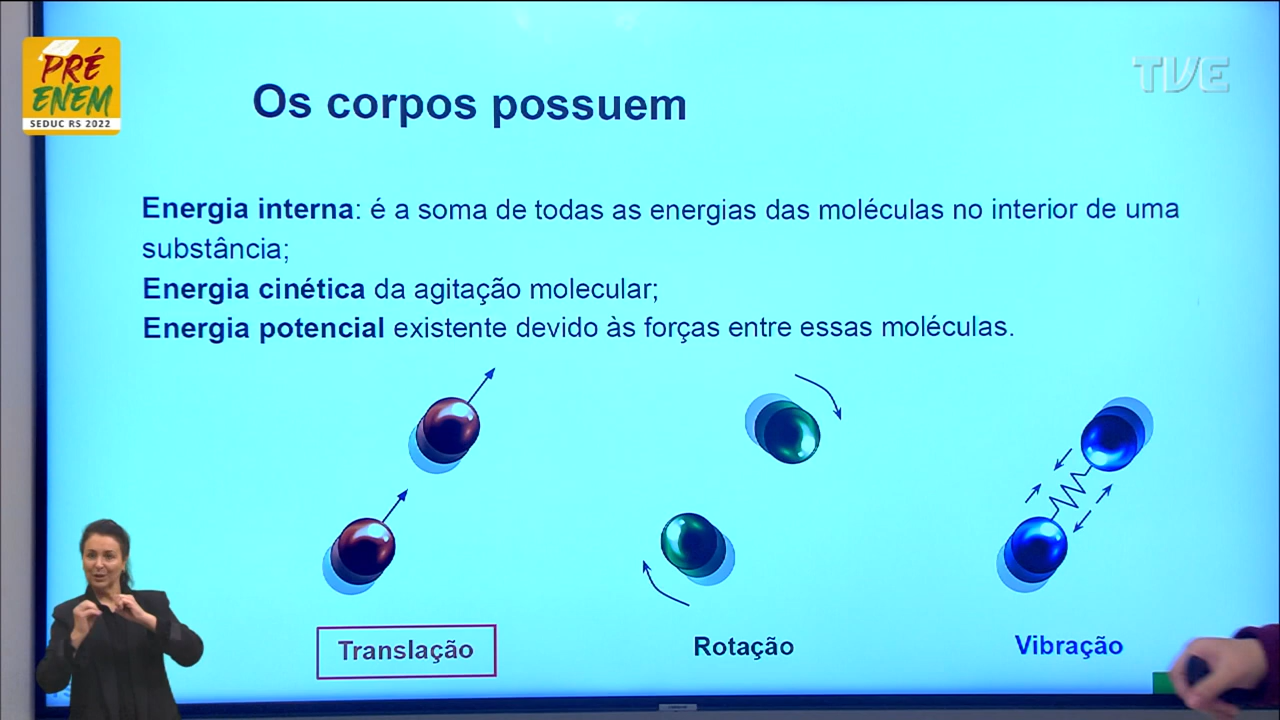 PRÉ
ENEM
SEDUC RS 2022
TVE
Os corpos possuem
Energia interna: é a soma de todas as energias das moléculas no interior de uma
substância;
Energia cinética da agitação molecular;
Energia potencial existente devido às forças entre essas moléculas.
Translação
Rotação
Vibração